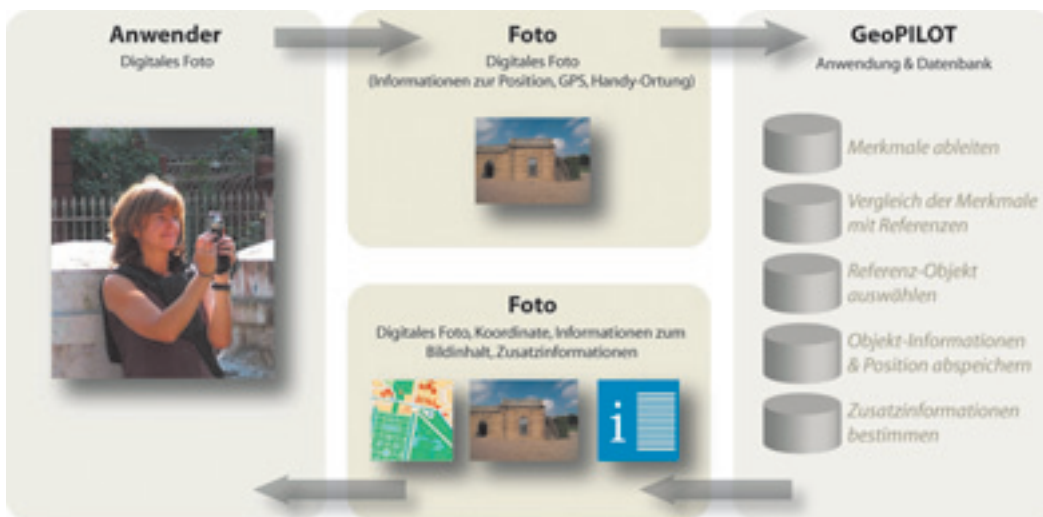 Anwender
Digitales Foto
Foto
Digitales Foto
(Informationen zur Position, GPS, Handy-Ortung)
GeoPILOT
Anwendung & Datenbank
Merkmale ableiten
Vergleich der Merkmale
mit Referenzen
Referenz-Objekt
auswählen
Objekt-Informationen
& Position abspeichern
Zusatzinformationen
bestimmen
Foto
Digitales Foto, Koordinate, Informationen zum
Bildinhalt, Zusatzinformationen
i